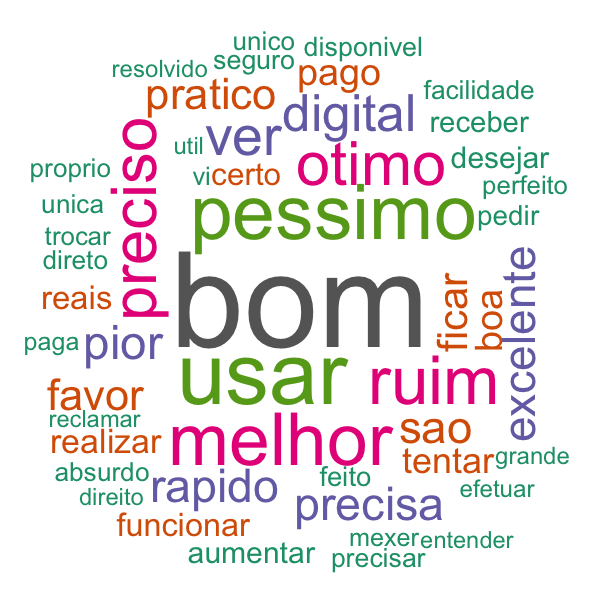 unico
disponivel
seguro
resolvido
pago
pratico
facilidade
digital
ver
receber
util
otimo
desejar
preciso
proprio
vi
certo
perfeito
unica
pessimo
pedir
trocar
direto
bom
reais
ficar
boa
excelente
paga
pior
usar
ruim
favor
reclamar
melhor
sao
realizar
tentar
grande
absurdo
rapido
feito
efetuar
direito
precisa
funcionar
mexer
entender
aumentar
precisar